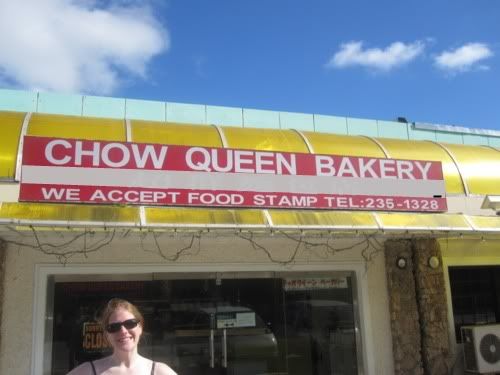 CHOW QUEEN BAKERY
WE ACCEPT FOOD STAMP TEL:235-1328